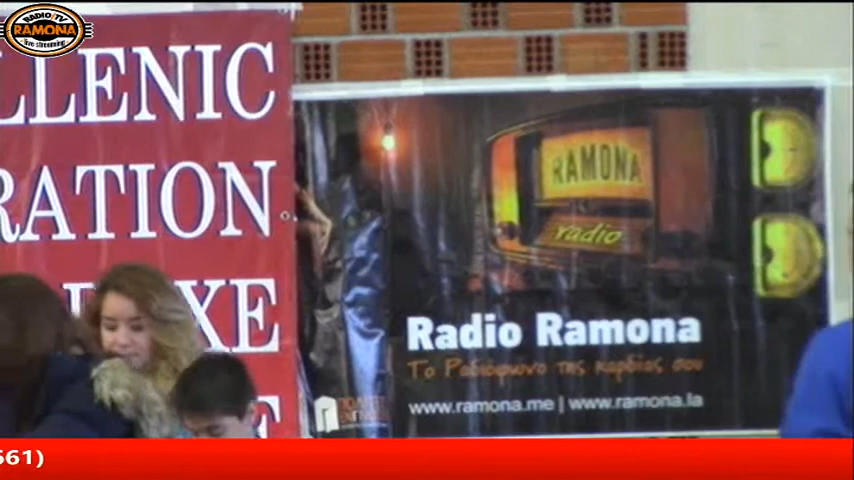 RADIO/TV
RAMONA
live streaming
LLENIC
RATION
XE
E
RAMONA
radio
Radio Ramona
Το Ραδιόφωνο της καρδιάς σου
www.ramona.me | www.ramona.la
561)